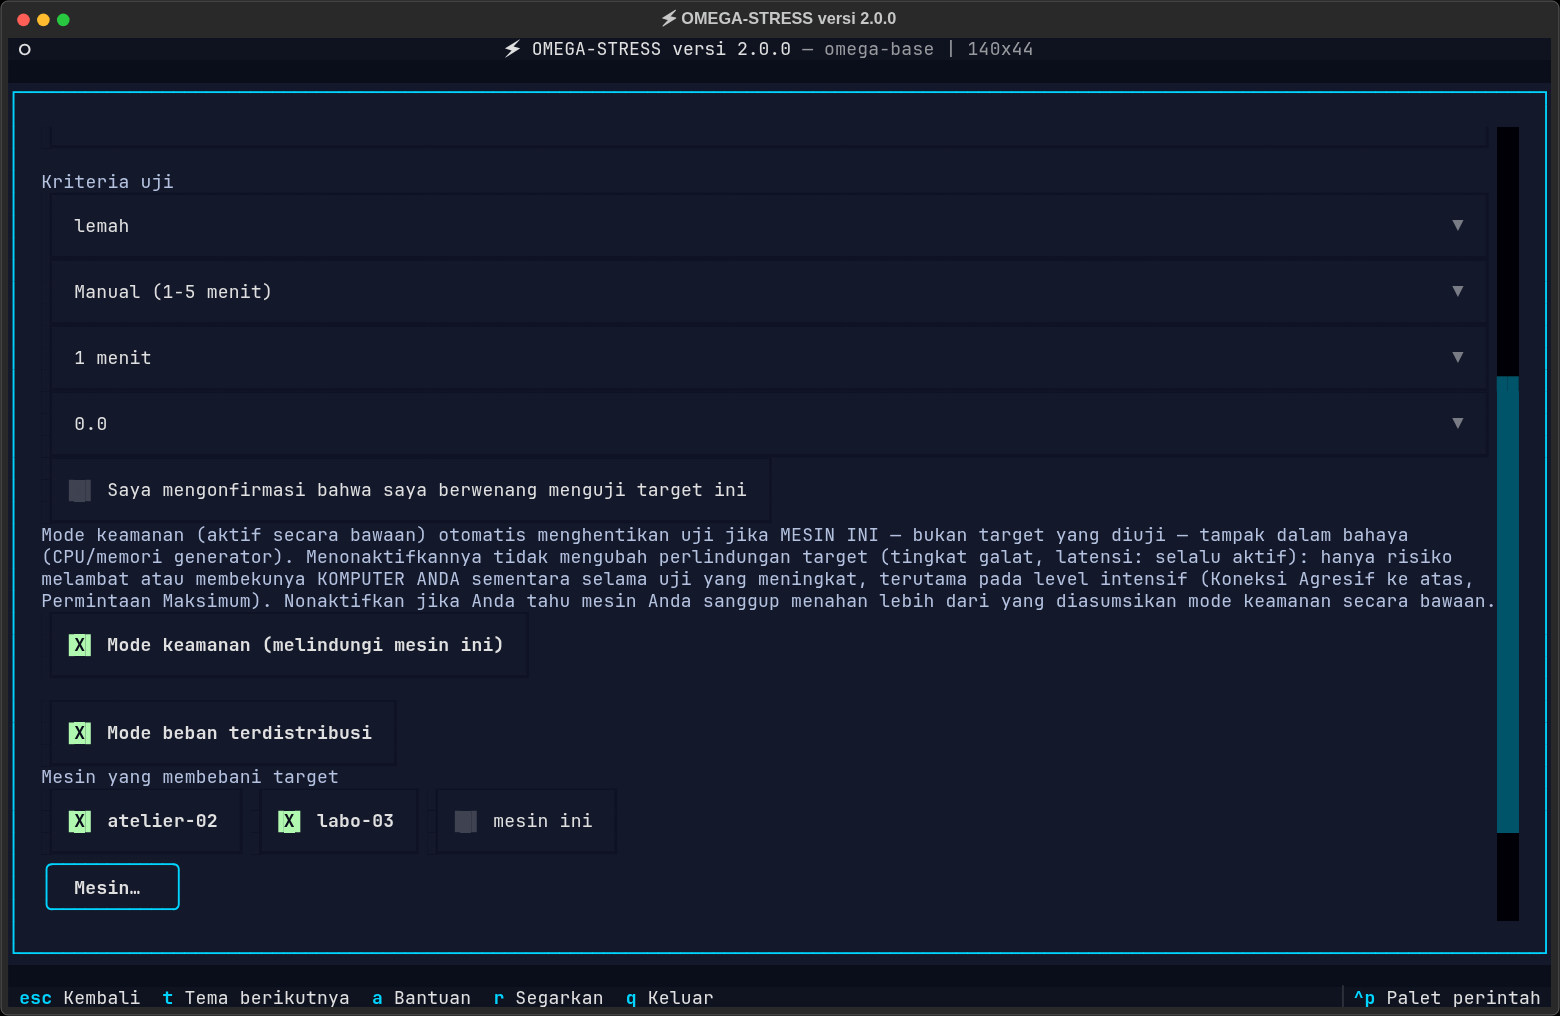 ⚡ OMEGA-STRESS versi 2.0.0
⚡ OMEGA-STRESS versi 2.0.0 — omega-base | 140x44
Kriteria uji
lemah ▼
Manual (1-5 menit) ▼
1 menit ▼
0.0 ▼
Saya mengonfirmasi bahwa saya berwenang menguji target ini
Mode keamanan (aktif secara bawaan) otomatis menghentikan uji jika MESIN INI — bukan target yang diuji — tampak dalam bahaya
(CPU/memori generator). Menonaktifkannya tidak mengubah perlindungan target (tingkat galat, latensi: selalu aktif): hanya risiko
melambat atau membekunya KOMPUTER ANDA sementara selama uji yang meningkat, terutama pada level intensif (Koneksi Agresif ke atas,
Permintaan Maksimum). Nonaktifkan jika Anda tahu mesin Anda sanggup menahan lebih dari yang diasumsikan mode keamanan secara bawaan.
X Mode keamanan (melindungi mesin ini)
X Mode beban terdistribusi
Mesin yang membebani target
X atelier-02 X labo-03 mesin ini
Mesin…
esc Kembali t Tema berikutnya a Bantuan r Segarkan q Keluar ^p Palet perintah